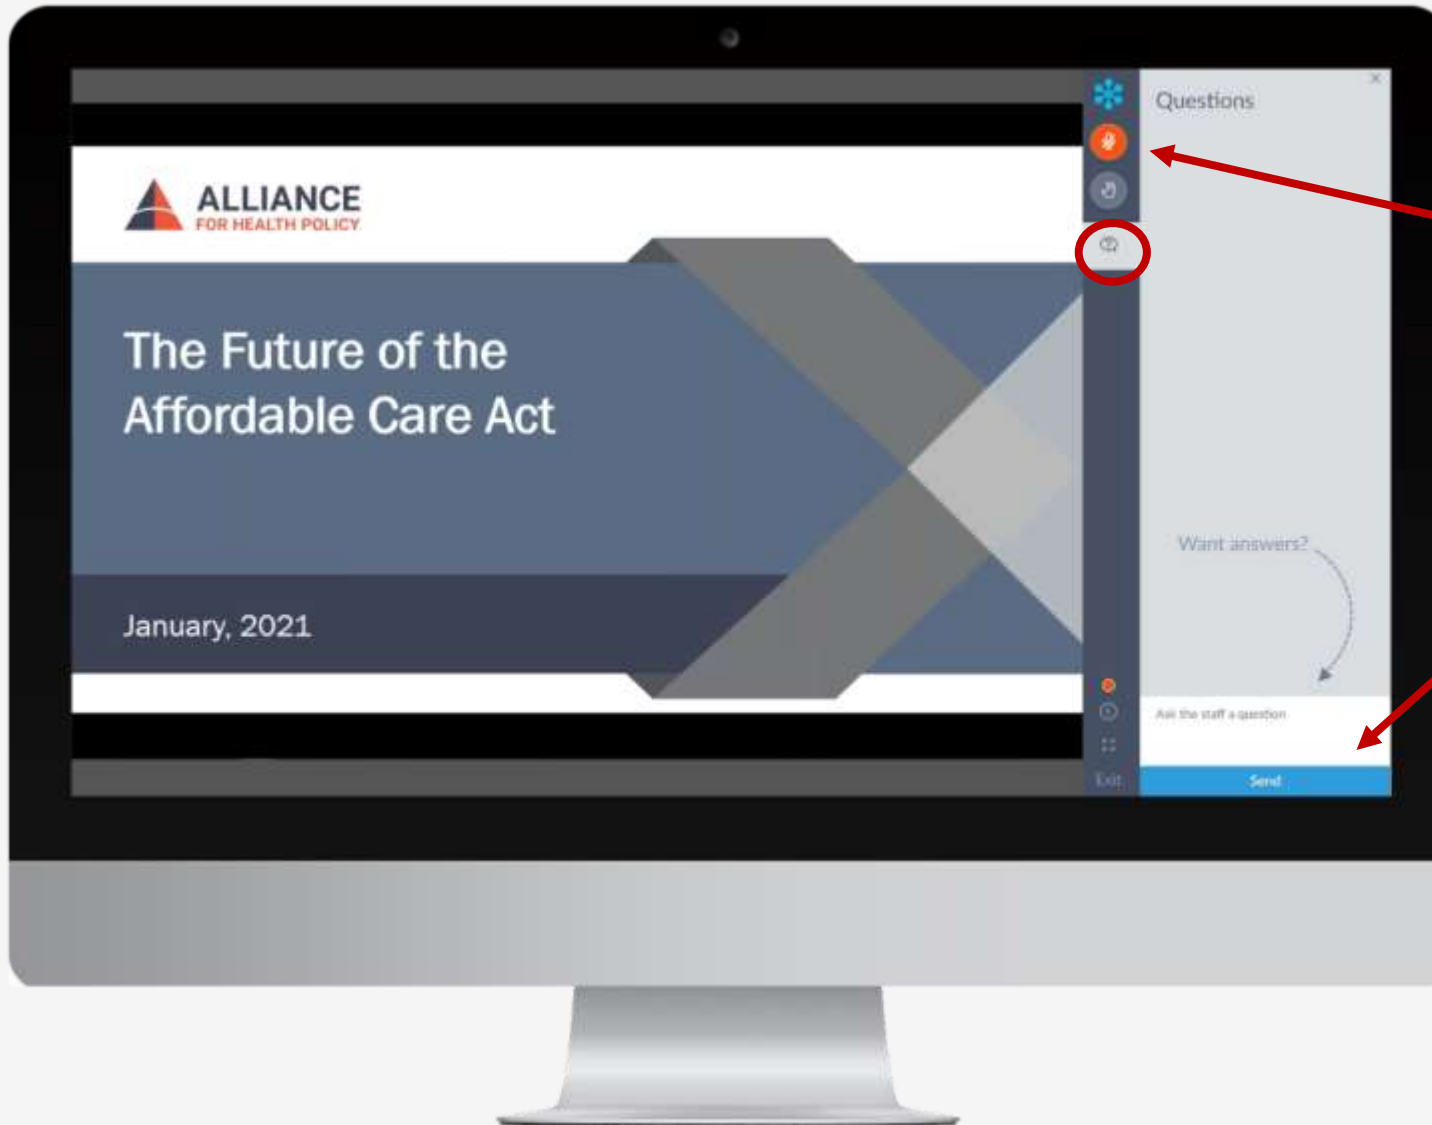 ALLIANCE
FOR HEALTH POLICY
The Future of the
Affordable Care Act
January, 2021
Questions
Want answers?
Ask the staff a question
Send
Exit